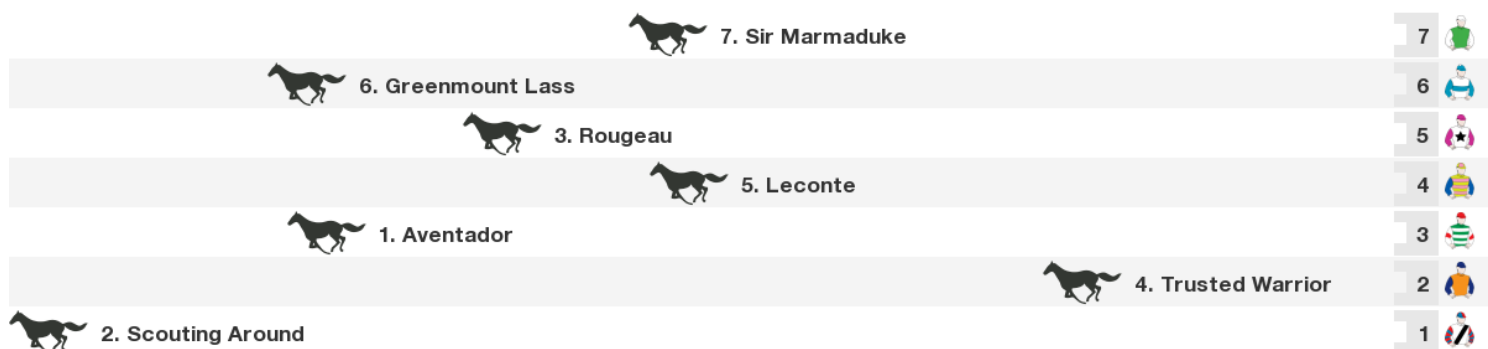 7. Sir Marmaduke 7
6. Greenmount Lass 6
3. Rougeau 5
5. Leconte 4
1. Aventador 3
4. Trusted Warrior 2
2. Scouting Around 1